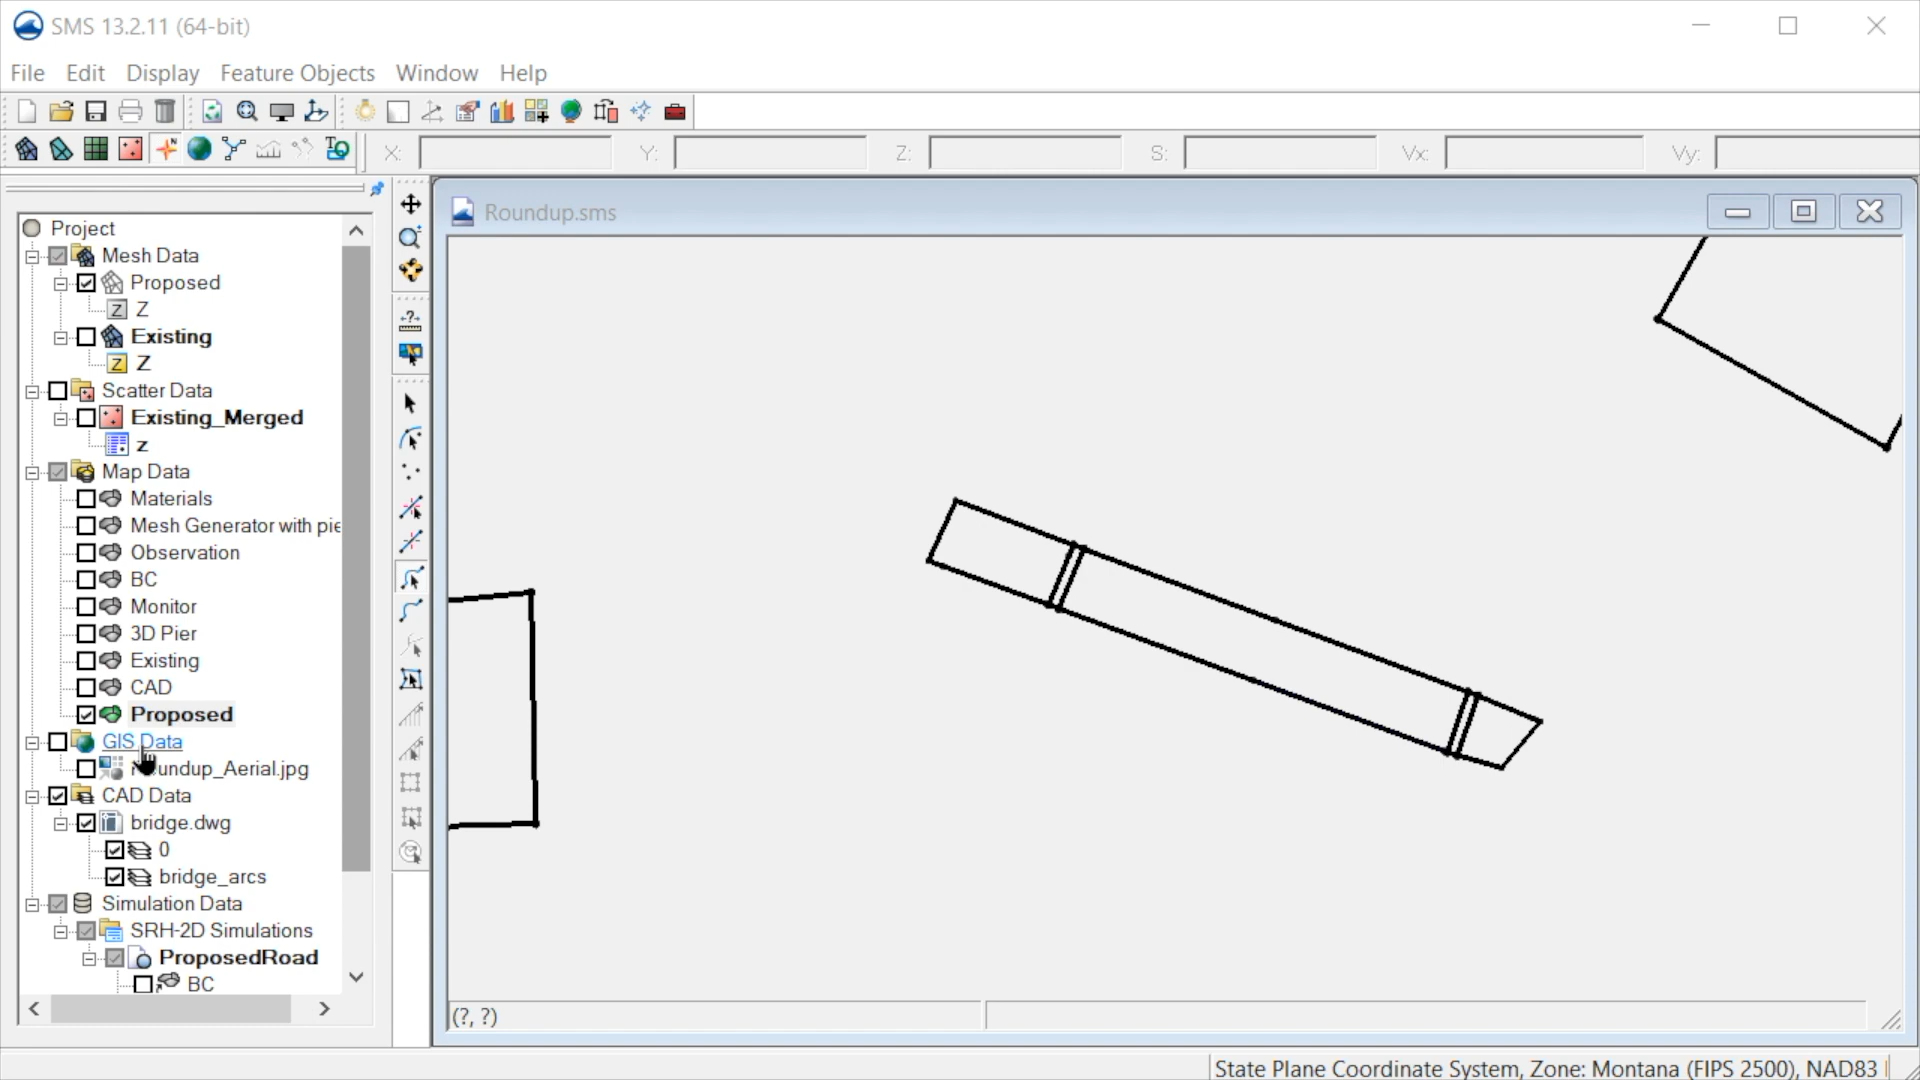 SMS 13.2.11 (64-bit)
File Edit Display Feature Objects Window Help
X: Y: Z: S: Vx: Vy:
Roundup.sms
Project
Mesh Data
Proposed
Z
Existing
Z
Scatter Data
Existing_Merged
z
Map Data
Materials
Mesh Generator with pie
Observation
BC
Monitor
3D Pier
Existing
CAD
Proposed
GIS Data
Roundup_Aerial.jpg
CAD Data
bridge.dwg
0
bridge_arcs
Simulation Data
SRH-2D Simulations
ProposedRoad
BC
(?, ?)
State Plane Coordinate System, Zone: Montana (FIPS 2500), NAD83